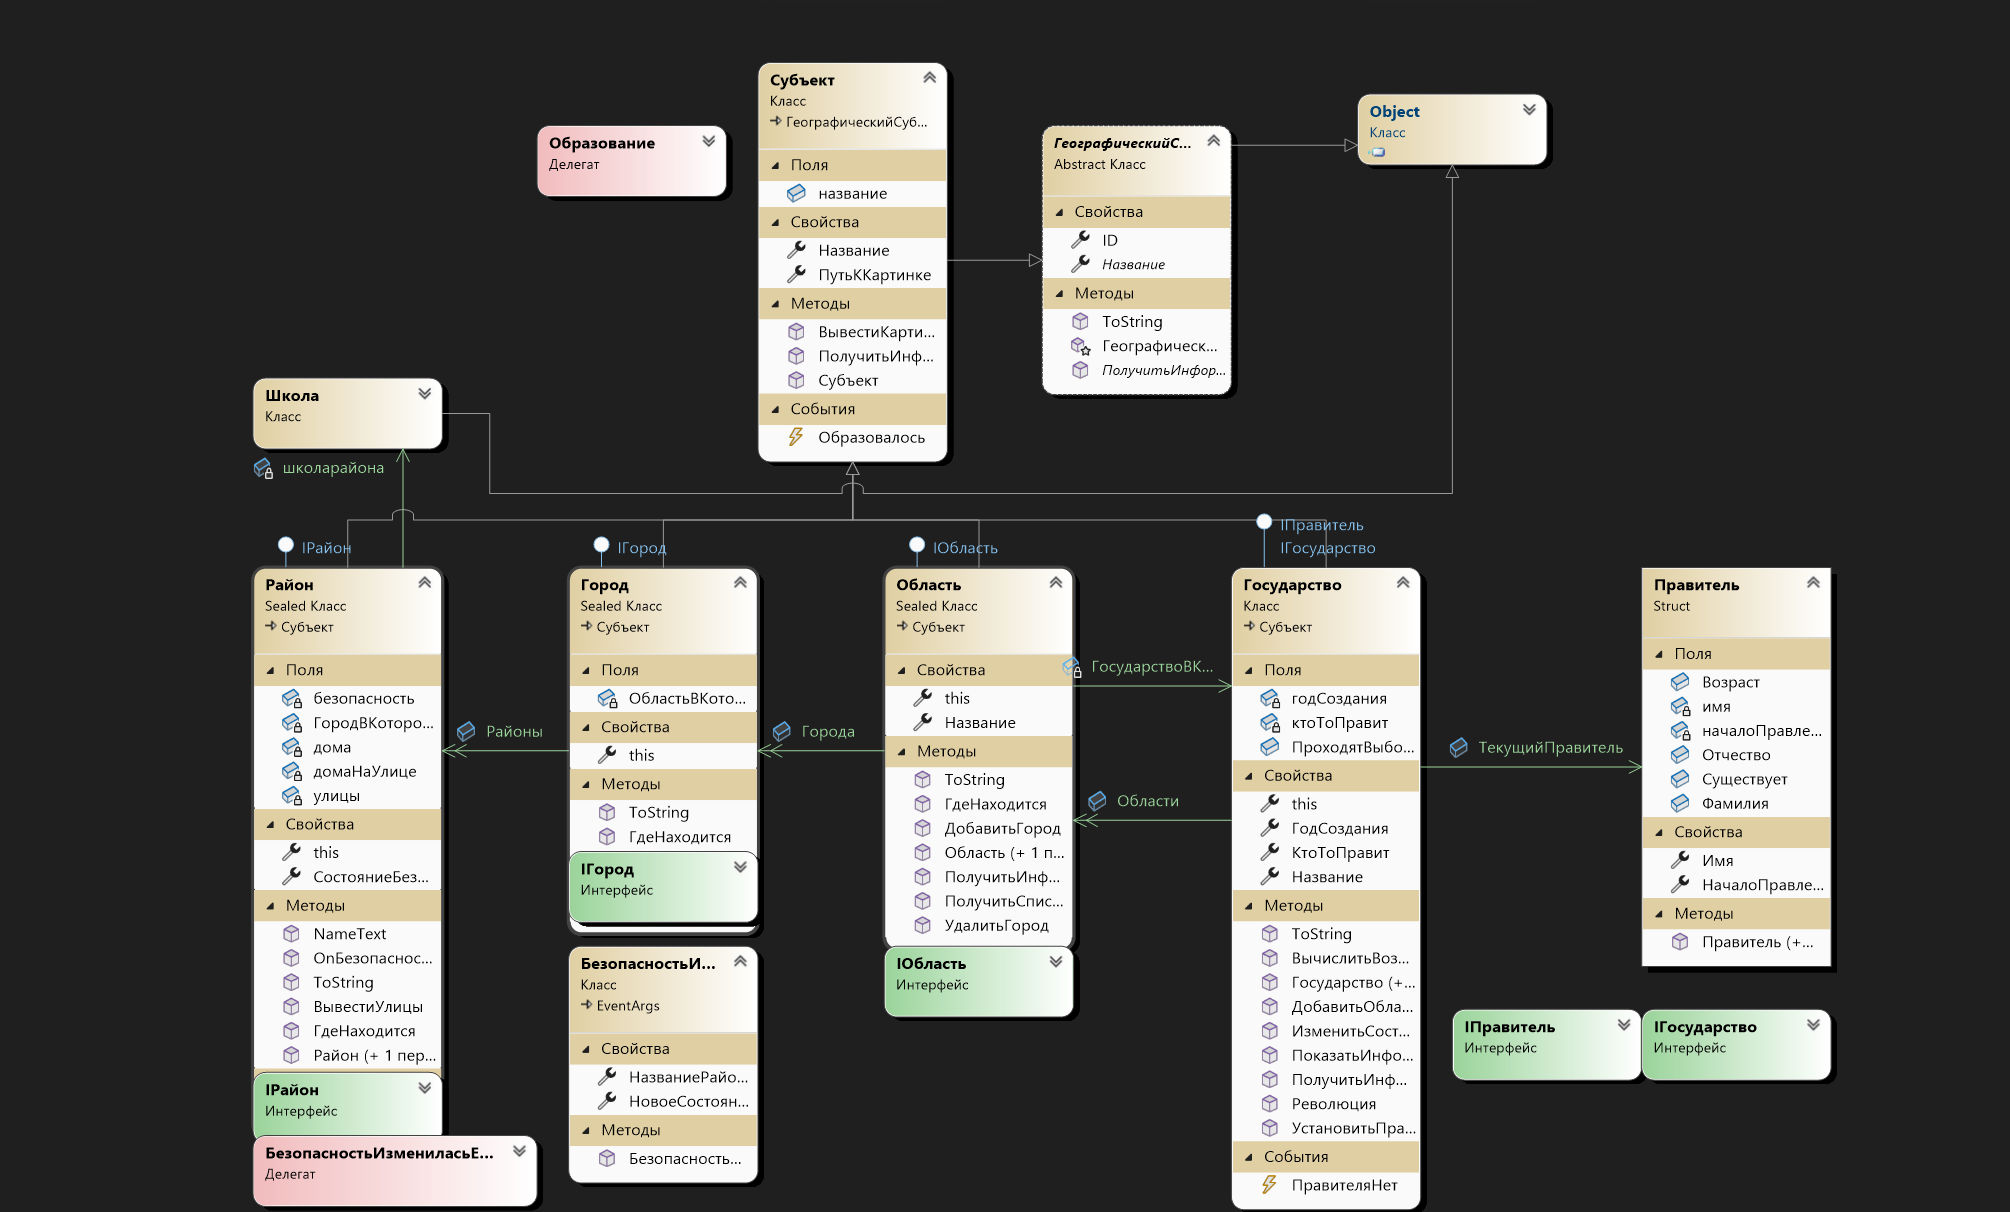 Субъект
Класс
ГеографическийСуб...
Поля
название
Свойства
Название
ПутьККартинке
Методы
ВывестиКарти...
ПолучитьИнф...
Субъект
События
Образовалось
Образование
Делегат
ГеографическийС...
Abstract Класс
Свойства
ID
Название
Методы
ToString
Географическ...
ПолучитьИнфор...
Object
Класс
Школа
Класс
школарайона
IРайон
IГород
IОбласть
IПравитель
IГосударство
Район
Sealed Класс
Субъект
Поля
безопасность
ГородВКоторо...
дома
домаНаУлице
улицы
Свойства
this
СостояниеБез...
Методы
NameText
OnБезопаснос...
ToString
ВывестиУлицы
ГдеНаходится
Район (+ 1 пер...
IРайон
Интерфейс
БезопасностьИзмениласьE...
Делегат
Районы
Город
Sealed Класс
Субъект
Поля
ОбластьВКото...
Свойства
this
Методы
ToString
ГдеНаходится
IГород
Интерфейс
БезопасностьИ...
Класс
EventArgs
Свойства
НазваниеРайо...
НовоеСостоян...
Методы
Безопасность...
Города
Область
Sealed Класс
Субъект
Свойства
this
Название
Методы
ToString
ГдеНаходится
ДобавитьГород
Область (+ 1 п...
ПолучитьИнф...
ПолучитьСпис...
УдалитьГород
IОбласть
Интерфейс
ГосударствоВК...
Области
Государство
Класс
Субъект
Поля
годСоздания
ктоТоПравит
ПроходятВыбо...
Свойства
this
ГодСоздания
КтоТоПравит
Название
Методы
ToString
ВычислитьВоз...
Государство (+...
ДобавитьОбла...
ИзменитьСост...
ПоказатьИнфо...
ПолучитьИнф...
Революция
УстановитьПра...
События
ПравителяНет
ТекущийПравитель
Правитель
Struct
Поля
Возраст
имя
началоПравле...
Отчество
Существует
Фамилия
Свойства
Имя
НачалоПравле...
Методы
Правитель (+...
IПравитель
Интерфейс
IГосударство
Интерфейс